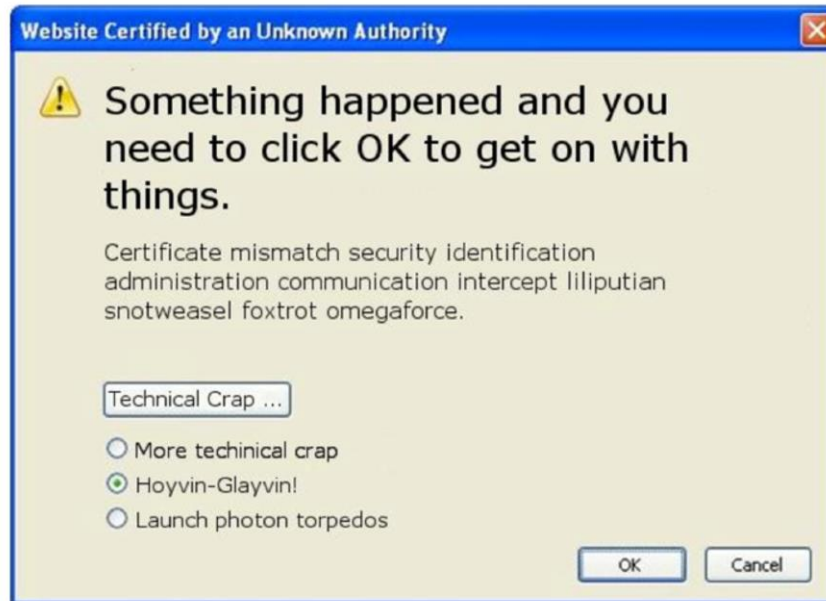 Website Certified by an Unknown Authority
Something happened and you
need to click OK to get on with
things.
Certificate mismatch security identification
administration communication intercept liliputian
snotweasel foxtrot omegaforce.
Technical Crap ...
More techinical crap
Hoyvin-Glayvin!
Launch photon torpedos
OK
Cancel